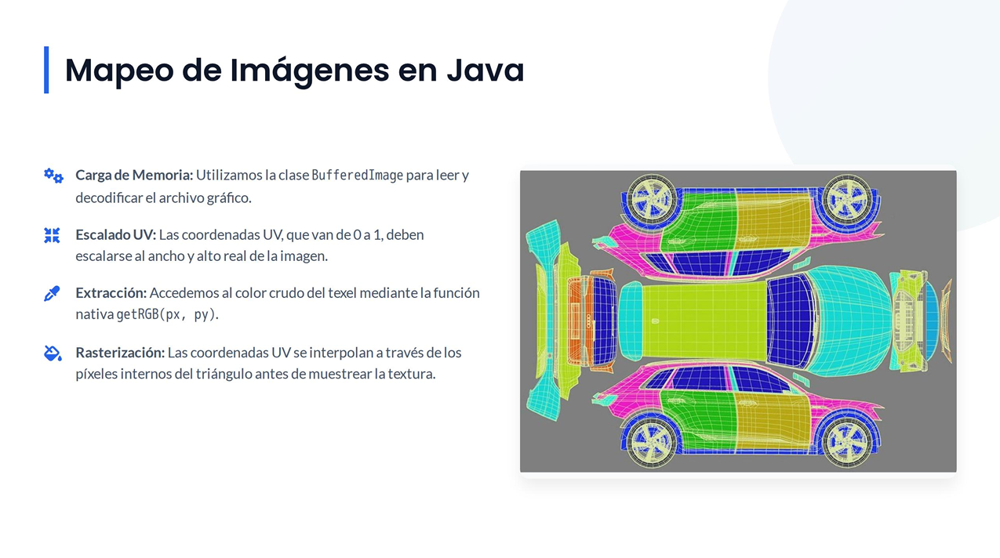 Mapeo de Imágenes en Java
Carga de Memoria: Utilizamos la clase BufferedImage para leer y
decodificar el archivo gráfico.
Escalado UV: Las coordenadas UV, que van de 0 a 1, deben
escalarse al ancho y alto real de la imagen.
Extracción: Accedemos al color crudo del texel mediante la función
nativa getRGB(px, py).
Rasterización: Las coordenadas UV se interpolan a través de los
píxeles internos del triángulo antes de muestrear la textura.